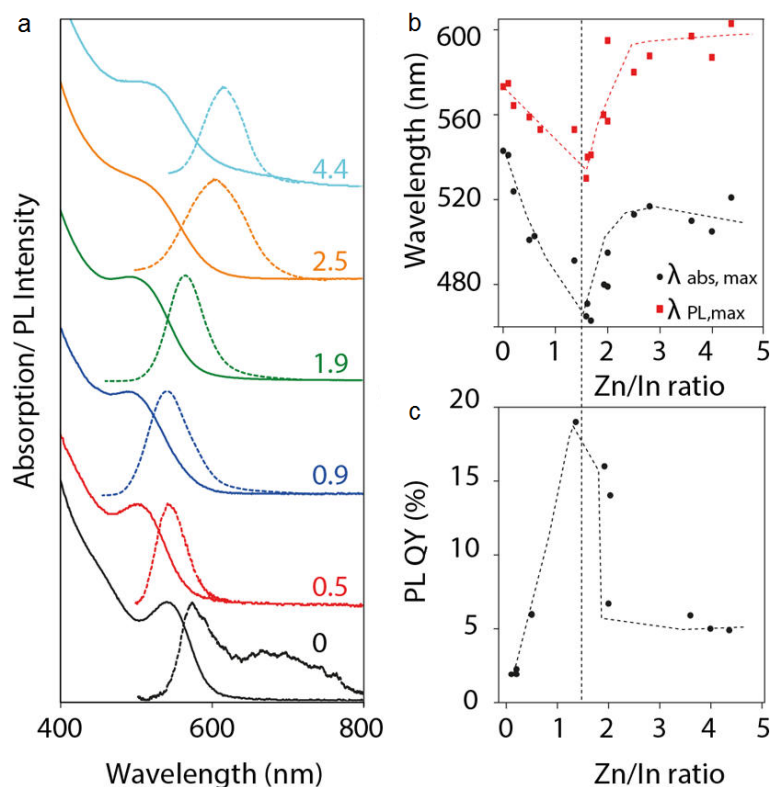 a
Absorption/ PL Intensity
4.4
2.5
1.9
0.9
0.5
0
400
600
800
Wavelength (nm)
b
Wavelength (nm)
600
560
520
480
λ abs, max
λ PL,max
0
1
2
3
4
5
Zn/In ratio
c
PL QY (%)
20
15
10
5
0
0
1
2
3
4
5
Zn/In ratio